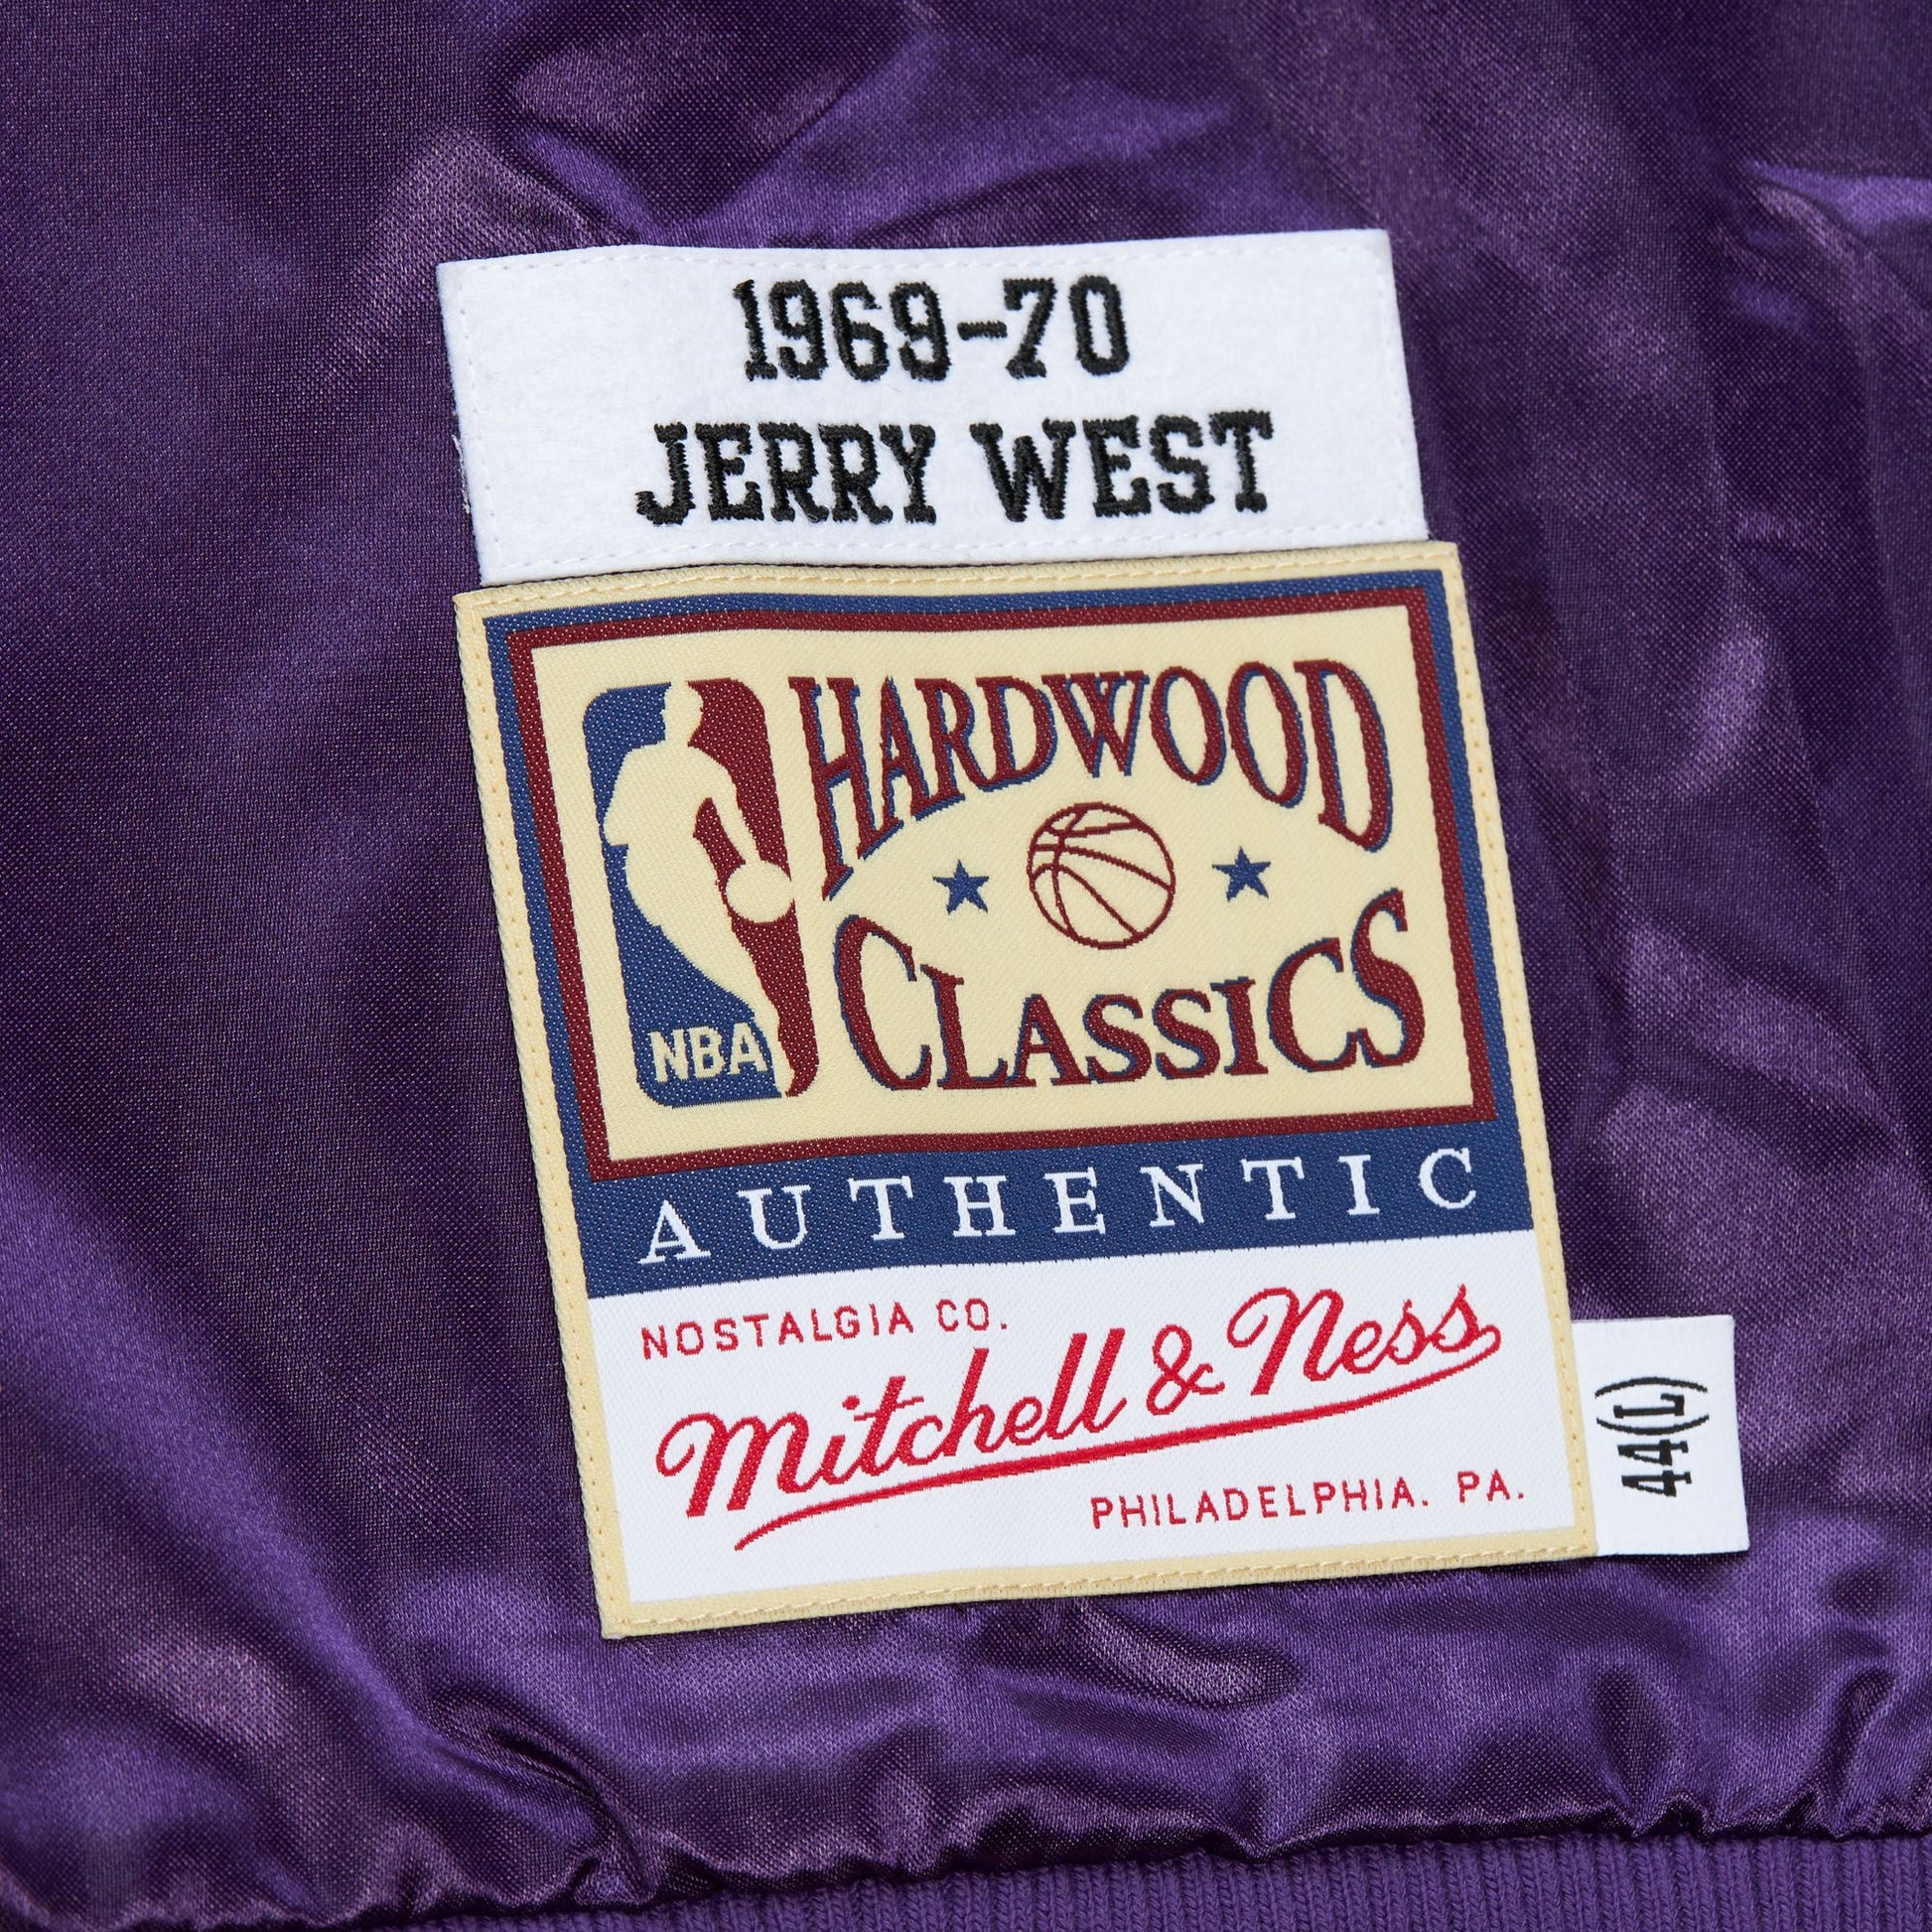 1969-70
JERRY WEST
HARDWOOD
CLASSICS
NBA
AUTHENTIC
NOSTALGIA CO.
Mitchell & Ness
PHILADELPHIA. PA.
44(L)